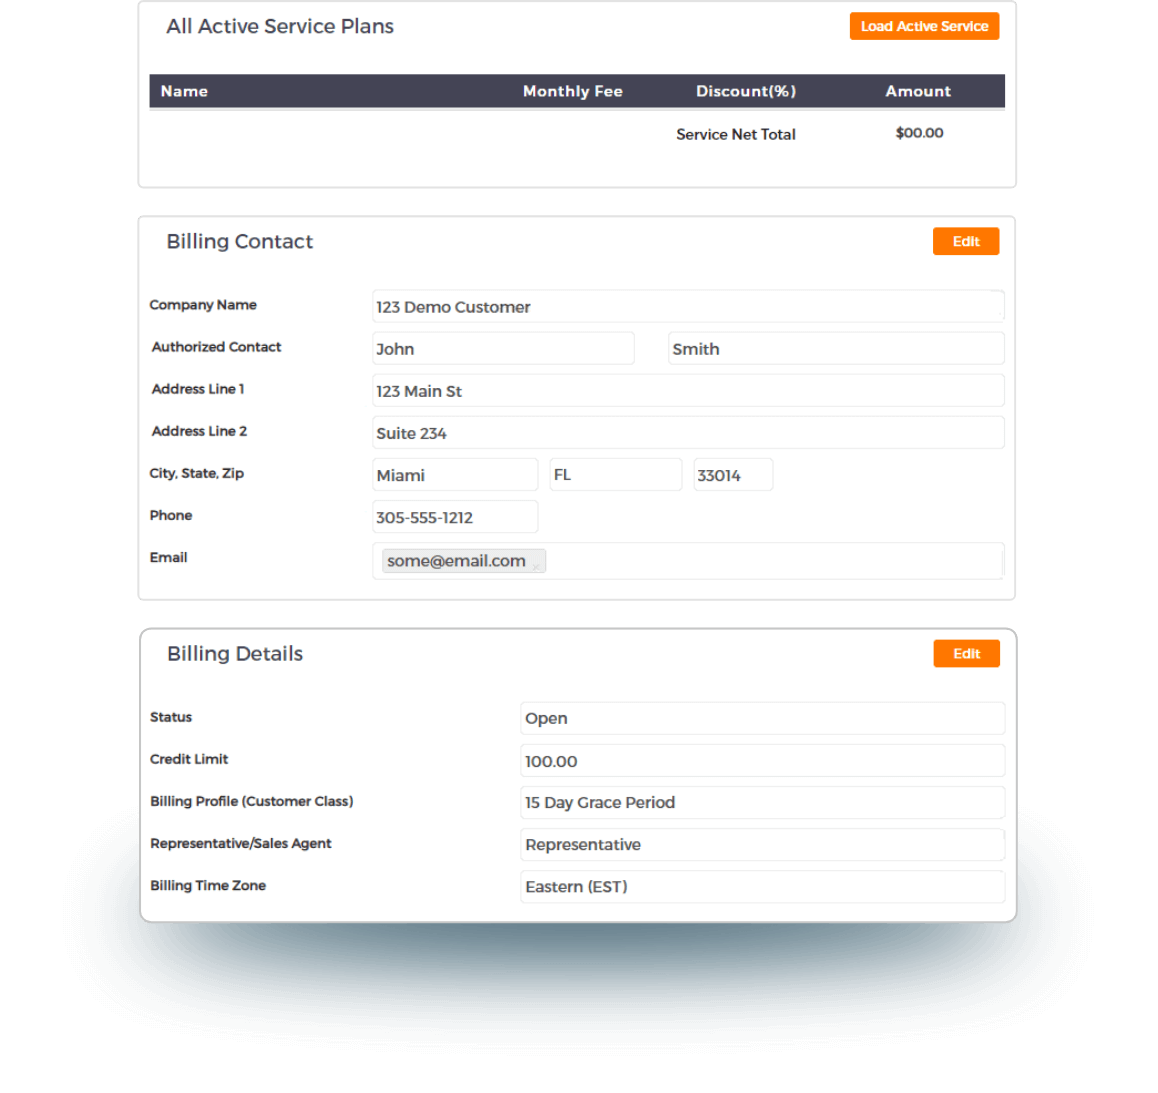 All Active Service Plans Load Active Service
Name Monthly Fee Discount(%) Amount
Service Net Total $00.00
Billing Contact Edit
Company Name 123 Demo Customer
Authorized Contact John Smith
Address Line 1 123 Main St
Address Line 2 Suite 234
City, State, Zip Miami FL 33014
Phone 305-555-1212
Email some@email.com ×
Billing Details Edit
Status Open
Credit Limit 100.00
Billing Profile (Customer Class) 15 Day Grace Period
Representative/Sales Agent Representative
Billing Time Zone Eastern (EST)